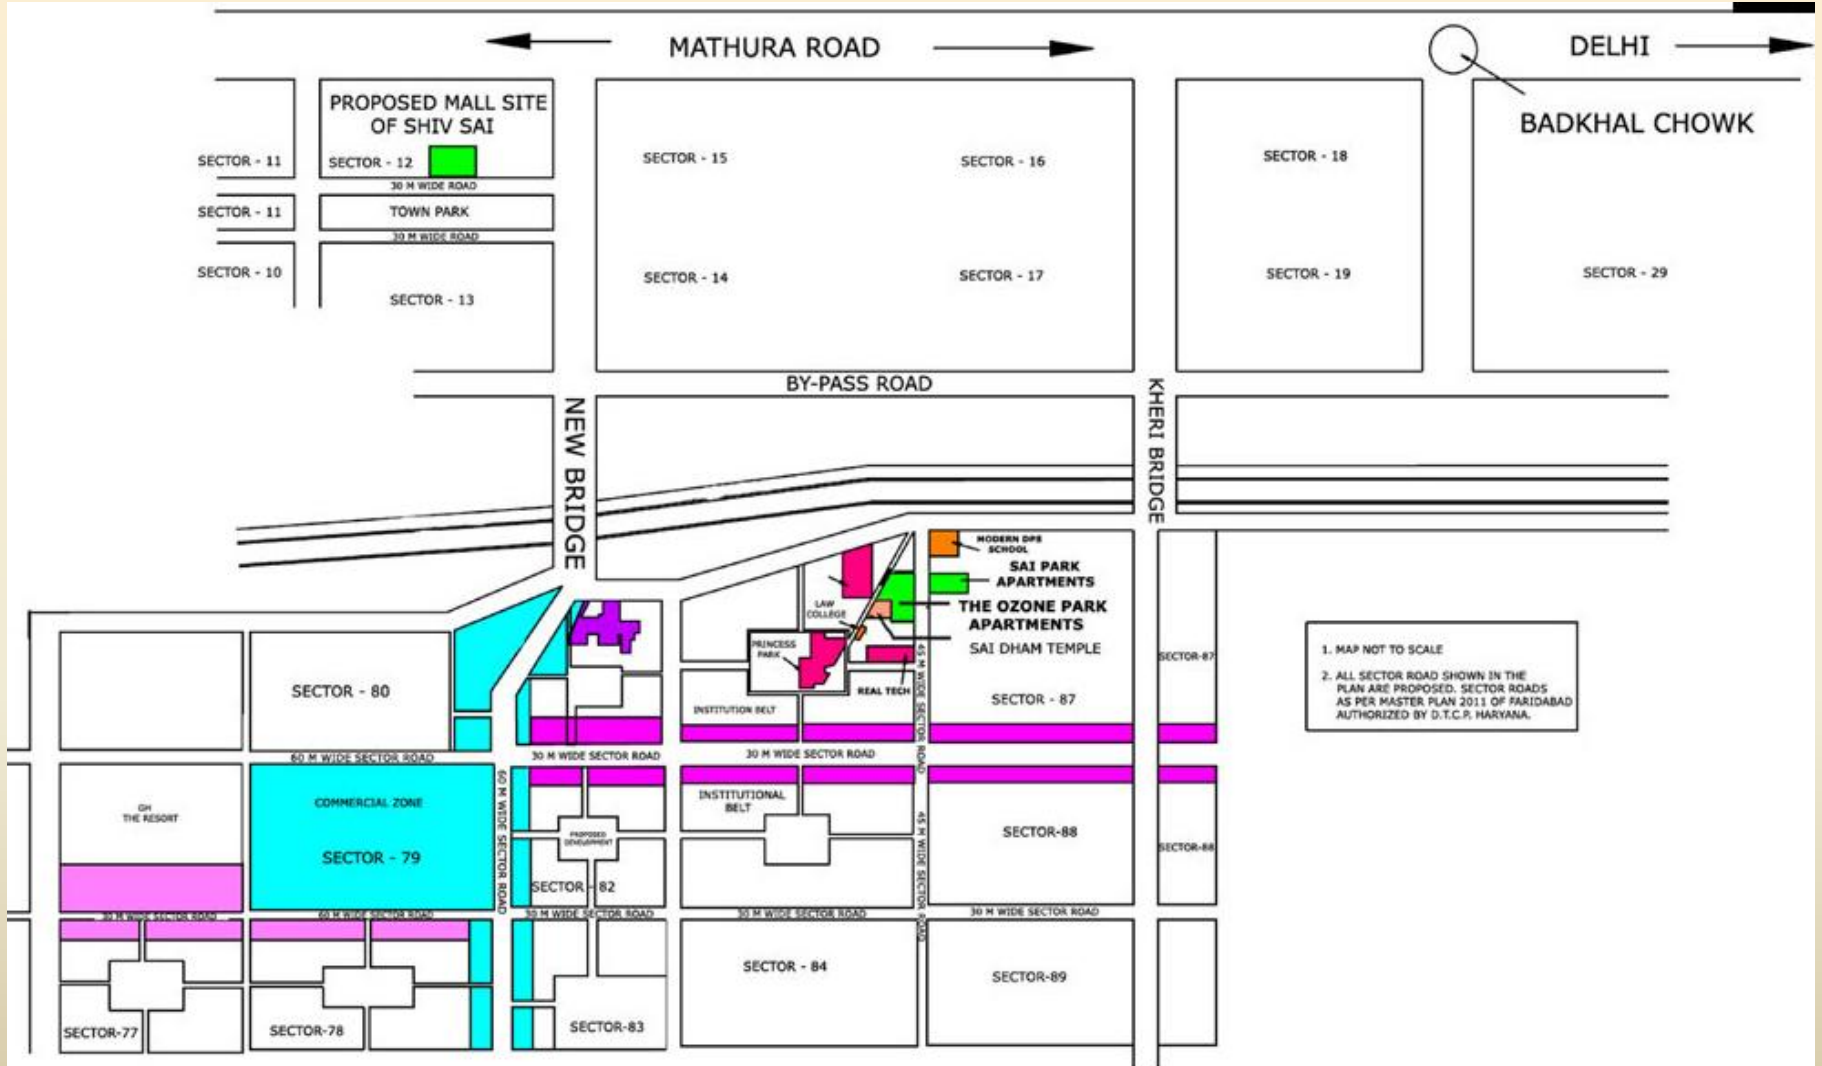 MATHURA ROAD
DELHI
BADKHAL CHOWK
PROPOSED MALL SITE
OF SHIV SAI
SECTOR - 11
SECTOR - 12
30 M WIDE ROAD
SECTOR - 11
TOWN PARK
30 M WIDE ROAD
SECTOR - 10
SECTOR - 13
SECTOR - 15
SECTOR - 16
SECTOR - 18
SECTOR - 14
SECTOR - 17
SECTOR - 19
SECTOR - 29
BY-PASS ROAD
NEW BRIDGE
KHERI BRIDGE
MODERN DPS
SCHOOL
SAI PARK
APARTMENTS
THE OZONE PARK
APARTMENTS
SAI DHAM TEMPLE
LAW
COLLEGE
PRINCESS
PARK
REAL TECH
SECTOR - 87
SECTOR-87
INSTITUTION BELT
45 M WIDE SECTOR ROAD
1. MAP NOT TO SCALE
2. ALL SECTOR ROAD SHOWN IN THE
PLAN ARE PROPOSED. SECTOR ROADS
AS PER MASTER PLAN 2011 OF FARIDABAD
AUTHORIZED BY D.T.C.P. HARYANA.
SECTOR - 80
60 M WIDE SECTOR ROAD
30 M WIDE SECTOR ROAD
30 M WIDE SECTOR ROAD
GH
THE RESORT
COMMERCIAL ZONE
SECTOR - 79
60 M WIDE SECTOR ROAD
PROPOSED
DEVELOPMENT
SECTOR - 82
INSTITUTIONAL
BELT
45 M WIDE SECTOR ROAD
SECTOR-88
SECTOR-88
30 M WIDE SECTOR ROAD
60 M WIDE SECTOR ROAD
30 M WIDE SECTOR ROAD
30 M WIDE SECTOR ROAD
30 M WIDE SECTOR ROAD
SECTOR-77
SECTOR-78
SECTOR-83
SECTOR - 84
SECTOR-89